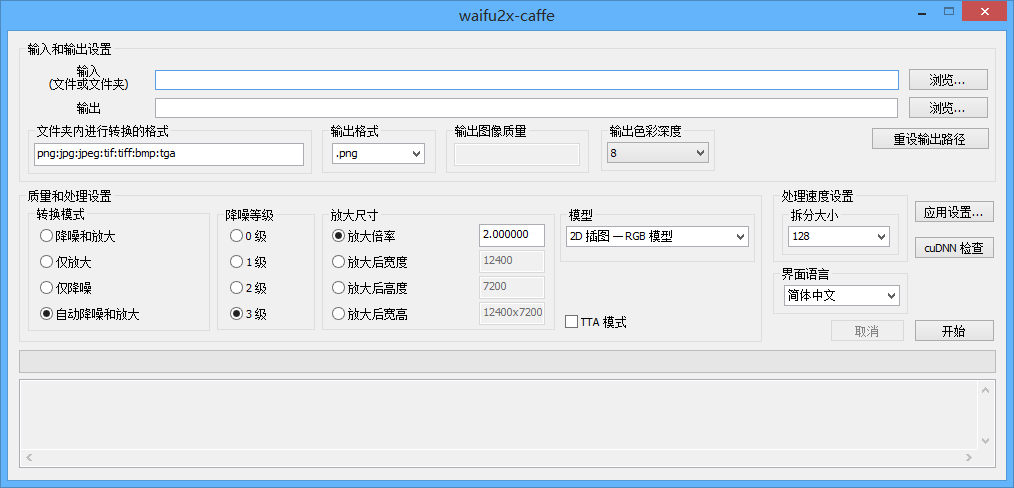 waifu2x-caffe
输入和输出设置
输入
(文件或文件夹)
浏览...
输出
浏览...
文件夹内进行转换的格式
png:jpg:jpeg:tif:tiff:bmp:tga
输出格式
.png
输出图像质量
输出色彩深度
8
重设输出路径
质量和处理设置
转换模式
降噪和放大
仅放大
仅降噪
自动降噪和放大
降噪等级
0 级
1 级
2 级
3 级
放大尺寸
放大倍率
2.000000
放大后宽度
12400
放大后高度
7200
放大后宽高
12400x7200
模型
2D 插图 — RGB 模型
TTA 模式
处理速度设置
拆分大小
128
应用设置...
cuDNN 检查
界面语言
简体中文
取消
开始